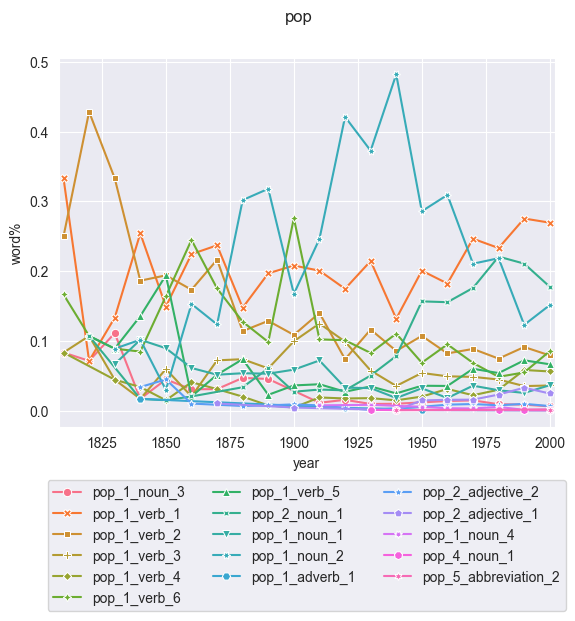 pop
0.5
0.4
0.3
0.2
0.1
0.0
word%
1825 1850 1875 1900 1925 1950 1975 2000
year
pop_1_noun_3 pop_1_verb_5 pop_2_adjective_2
pop_1_verb_1 pop_2_noun_1 pop_2_adjective_1
pop_1_verb_2 pop_1_noun_1 pop_1_noun_4
pop_1_verb_3 pop_1_noun_2 pop_4_noun_1
pop_1_verb_4 pop_1_adverb_1 pop_5_abbreviation_2
pop_1_verb_6